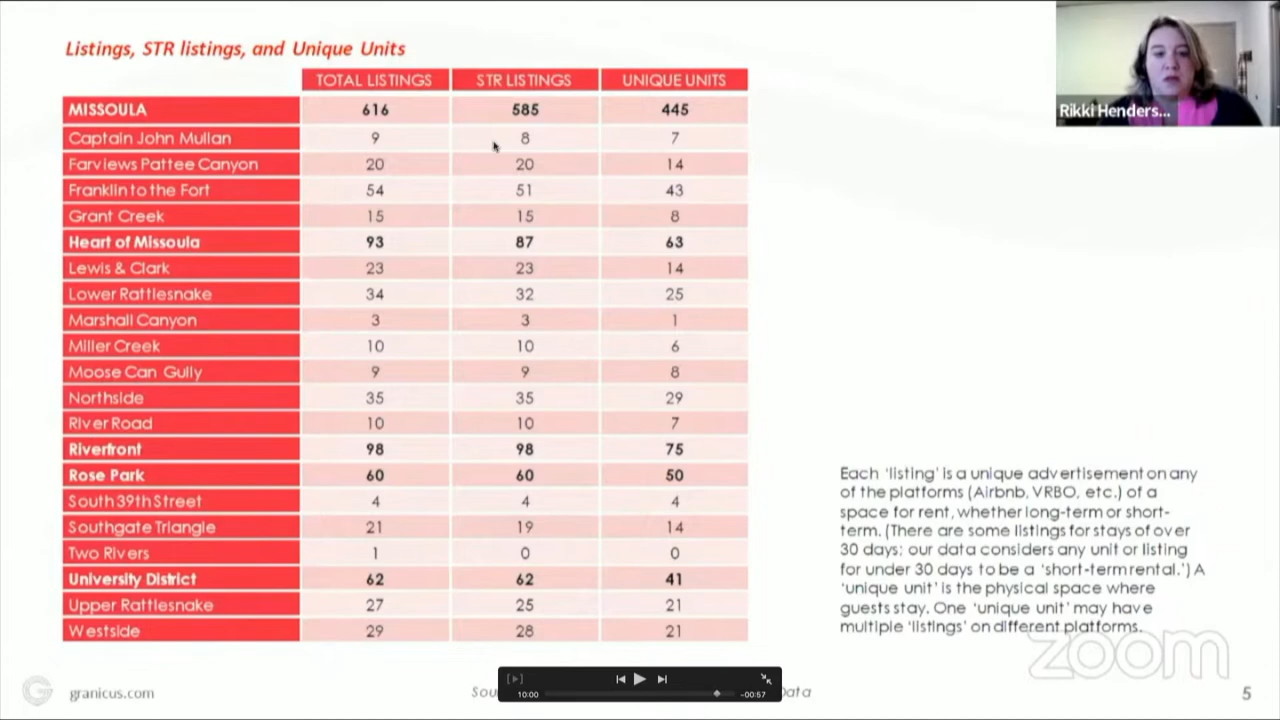 Listings, STR listings, and Unique Units
TOTAL LISTINGS STR LISTINGS UNIQUE UNITS
MISSOULA 616 585 445
Captain John Mullan 9 8 7
Farviews Pattee Canyon 20 20 14
Franklin to the Fort 54 51 43
Grant Creek 15 15 8
Heart of Missoula 93 87 63
Lewis & Clark 23 23 14
Lower Rattlesnake 34 32 25
Marshall Canyon 3 3 1
Miller Creek 10 10 6
Moose Can Gully 9 9 8
Northside 35 35 29
River Road 10 10 7
Riverfront 98 98 75
Rose Park 60 60 50
South 39th Street 4 4 4
Southgate Triangle 21 19 14
Two Rivers 1 0 0
University District 62 62 41
Upper Rattlesnake 27 25 21
Westside 29 28 21
Rikki Henders...
Each 'listing' is a unique advertisement on any
of the platforms (Airbnb, VRBO, etc.) of a
space for rent, whether long-term or short-
term. (There are some listings for stays of over
30 days; our data considers any unit or listing
for under 30 days to be a 'short-term rental.') A
'unique unit' is the physical space where
guests stay. One 'unique unit' may have
multiple 'listings' on different platforms.
zoom
granicus.com
10:00 -00:57
5